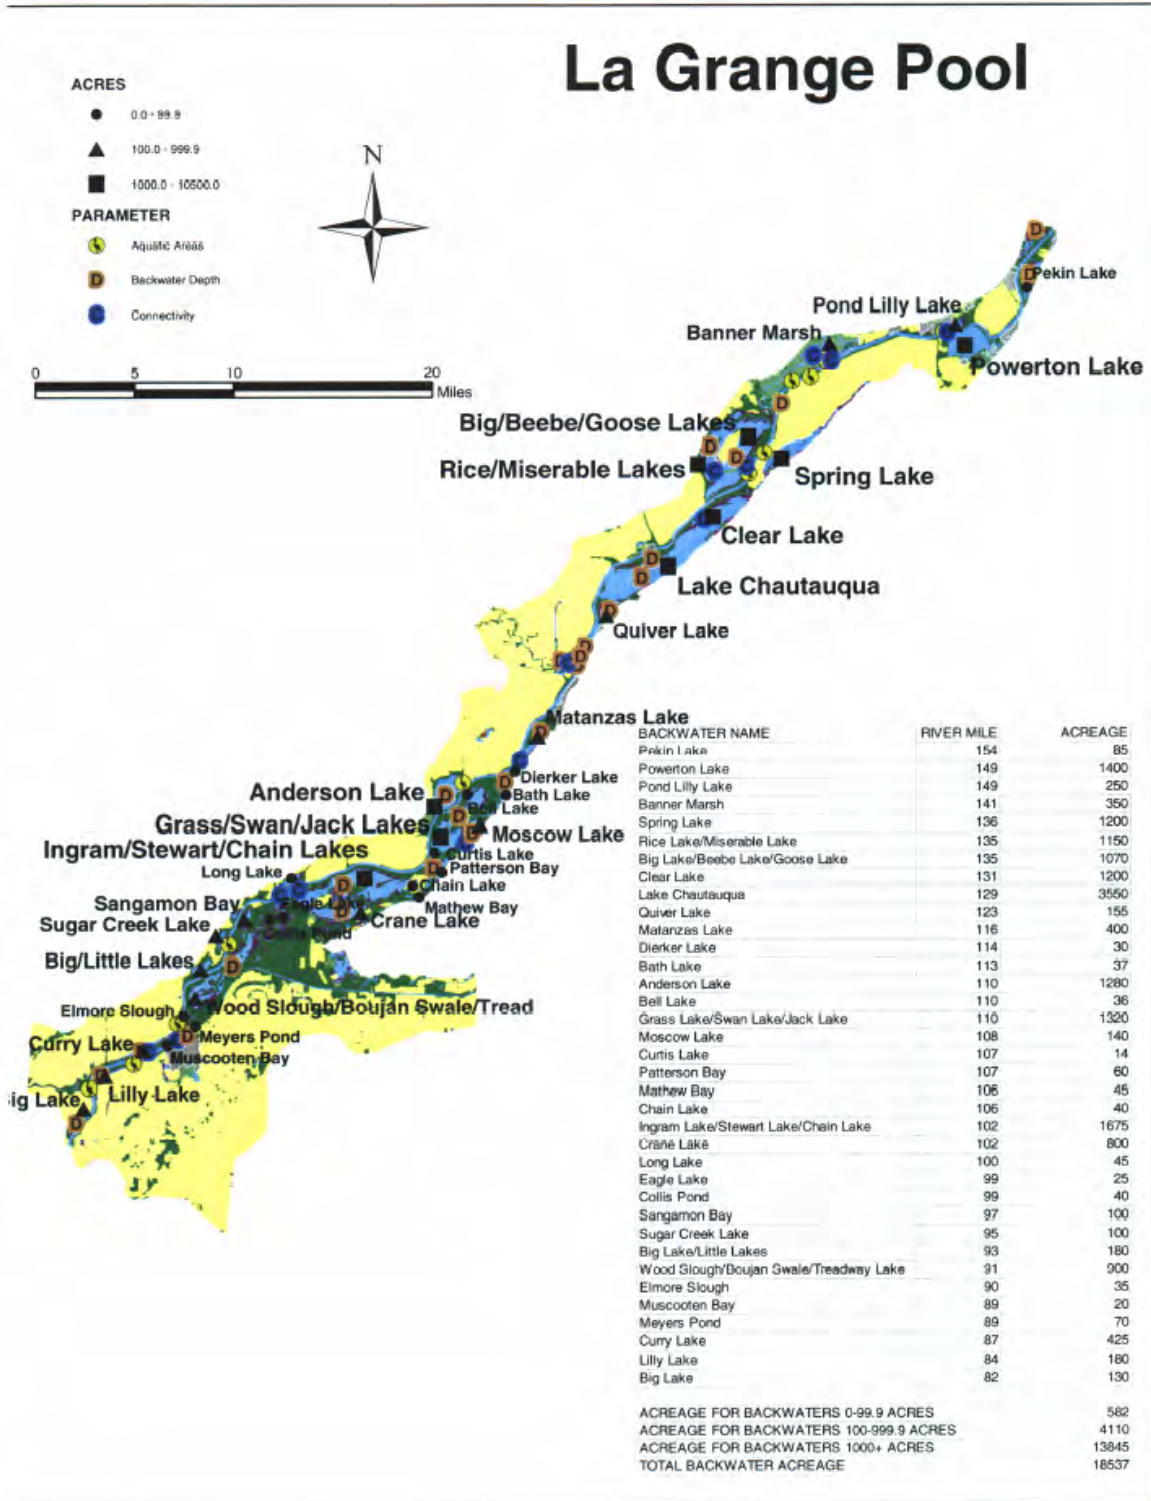 La Grange Pool
ACRES
0.0 - 99.9
100.0 - 999.9
1000.0 - 10500.0
PARAMETER
Aquatic Areas
D Backwater Depth
C Connectivity
N
0 5 10 20
Miles
Pekin Lake
Pond Lilly Lake
Banner Marsh
Powerton Lake
Big/Beebe/Goose Lakes
Rice/Miserable Lakes
Spring Lake
Clear Lake
Lake Chautauqua
Quiver Lake
Matanzas Lake
Dierker Lake
Anderson Lake
Bath Lake
Bell Lake
Grass/Swan/Jack Lakes
Moscow Lake
Ingram/Stewart/Chain Lakes
Curtis Lake
Patterson Bay
Long Lake
Chain Lake
Sangamon Bay
Eagle Lake
Mathew Bay
Sugar Creek Lake
Crane Lake
Collis Pond
Big/Little Lakes
Elmore Slough
Wood Slough/Boujan Swale/Tread
Curry Lake
Meyers Pond
Muscooten Bay
ig Lake
Lilly Lake
BACKWATER NAME RIVER MILE ACREAGE
Pekin Lake 154 85
Powerton Lake 149 1400
Pond Lilly Lake 149 250
Banner Marsh 141 350
Spring Lake 136 1200
Rice Lake/Miserable Lake 135 1150
Big Lake/Beebe Lake/Goose Lake 135 1070
Clear Lake 131 1200
Lake Chautauqua 129 3550
Quiver Lake 123 155
Matanzas Lake 116 400
Dierker Lake 114 30
Bath Lake 113 37
Anderson Lake 110 1280
Bell Lake 110 36
Grass Lake/Swan Lake/Jack Lake 110 1320
Moscow Lake 108 140
Curtis Lake 107 14
Patterson Bay 107 60
Mathew Bay 106 45
Chain Lake 106 40
Ingram Lake/Stewart Lake/Chain Lake 102 1675
Crane Lake 102 800
Long Lake 100 45
Eagle Lake 99 25
Collis Pond 99 40
Sangamon Bay 97 100
Sugar Creek Lake 95 100
Big Lake/Little Lakes 93 180
Wood Slough/Boujan Swale/Treadway Lake 91 900
Elmore Slough 90 35
Muscooten Bay 89 20
Meyers Pond 89 70
Curry Lake 87 425
Lilly Lake 84 180
Big Lake 82 130
ACREAGE FOR BACKWATERS 0-99.9 ACRES 582
ACREAGE FOR BACKWATERS 100-999.9 ACRES 4110
ACREAGE FOR BACKWATERS 1000+ ACRES 13845
TOTAL BACKWATER ACREAGE 18537